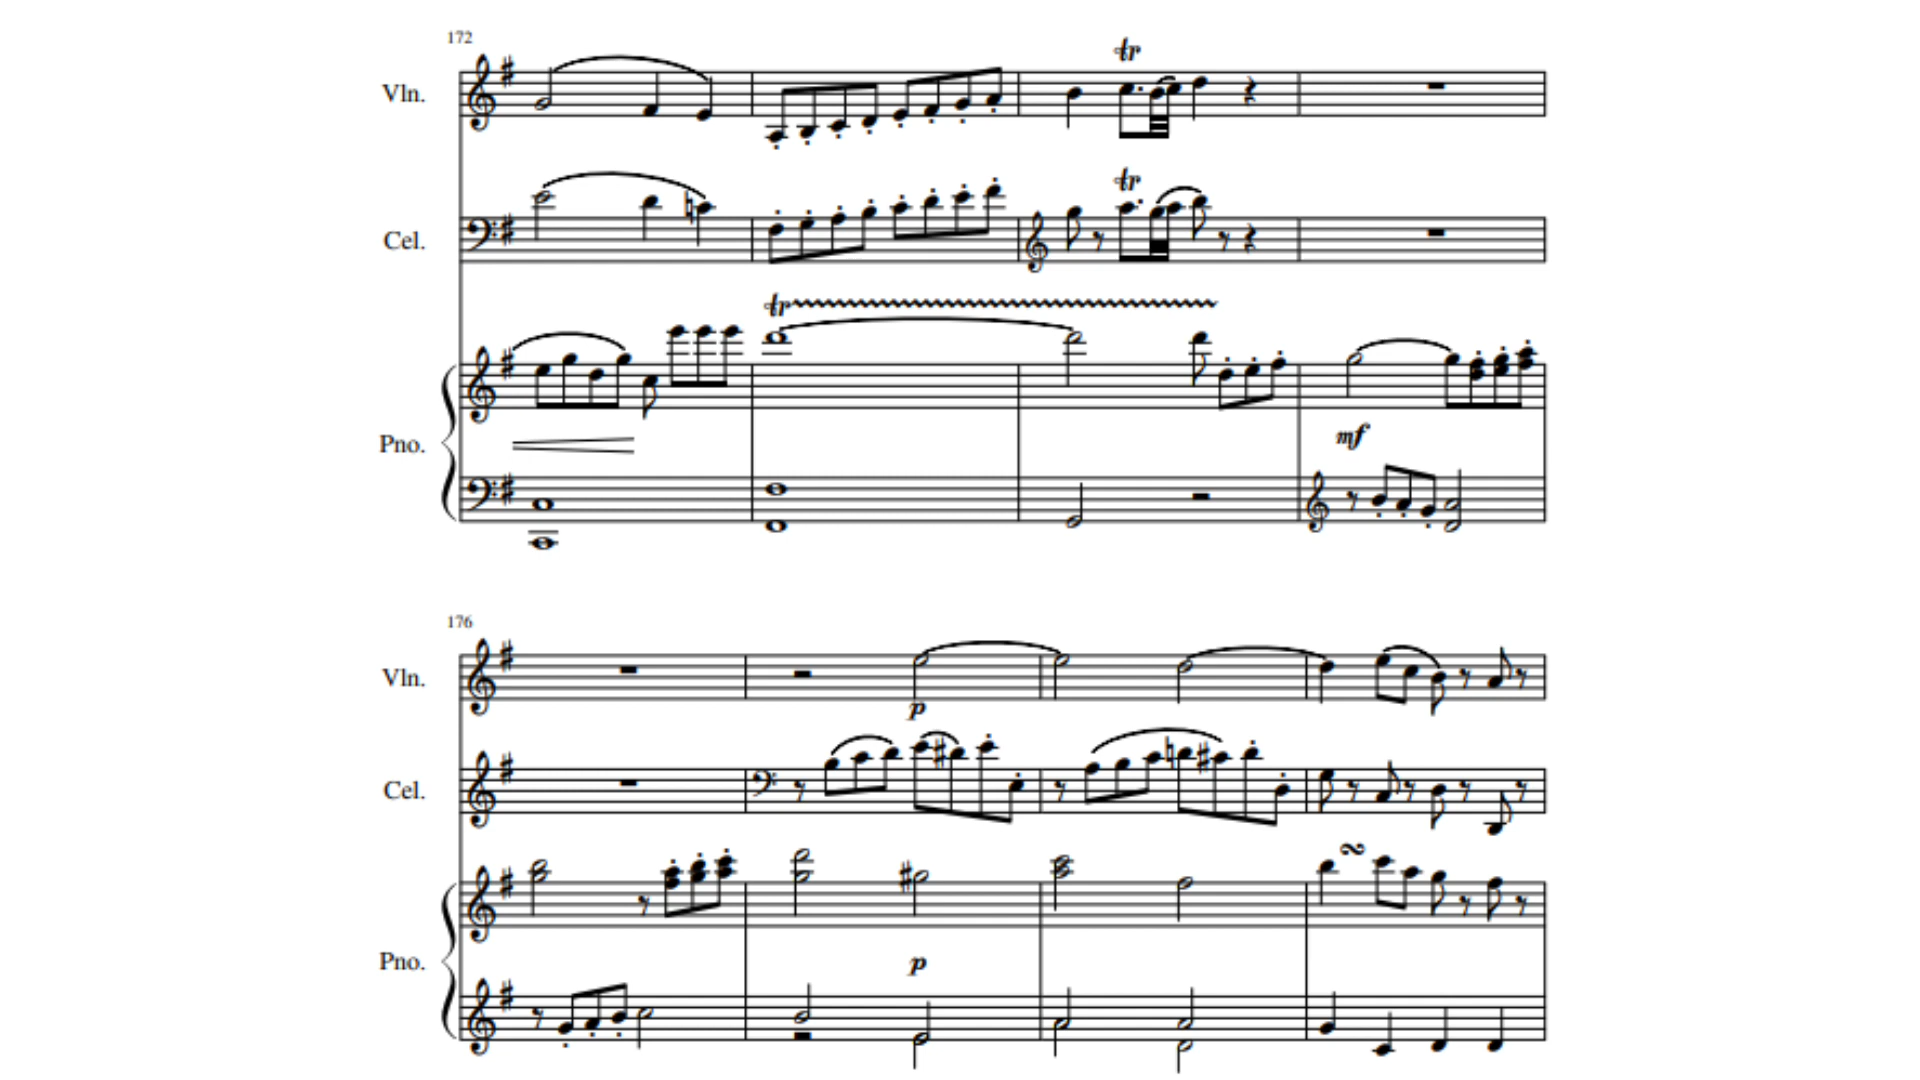 172
tr
Vln.
tr
Cel.
tr
Pno.
mf
176
Vln.
p
Cel.
Pno.
p